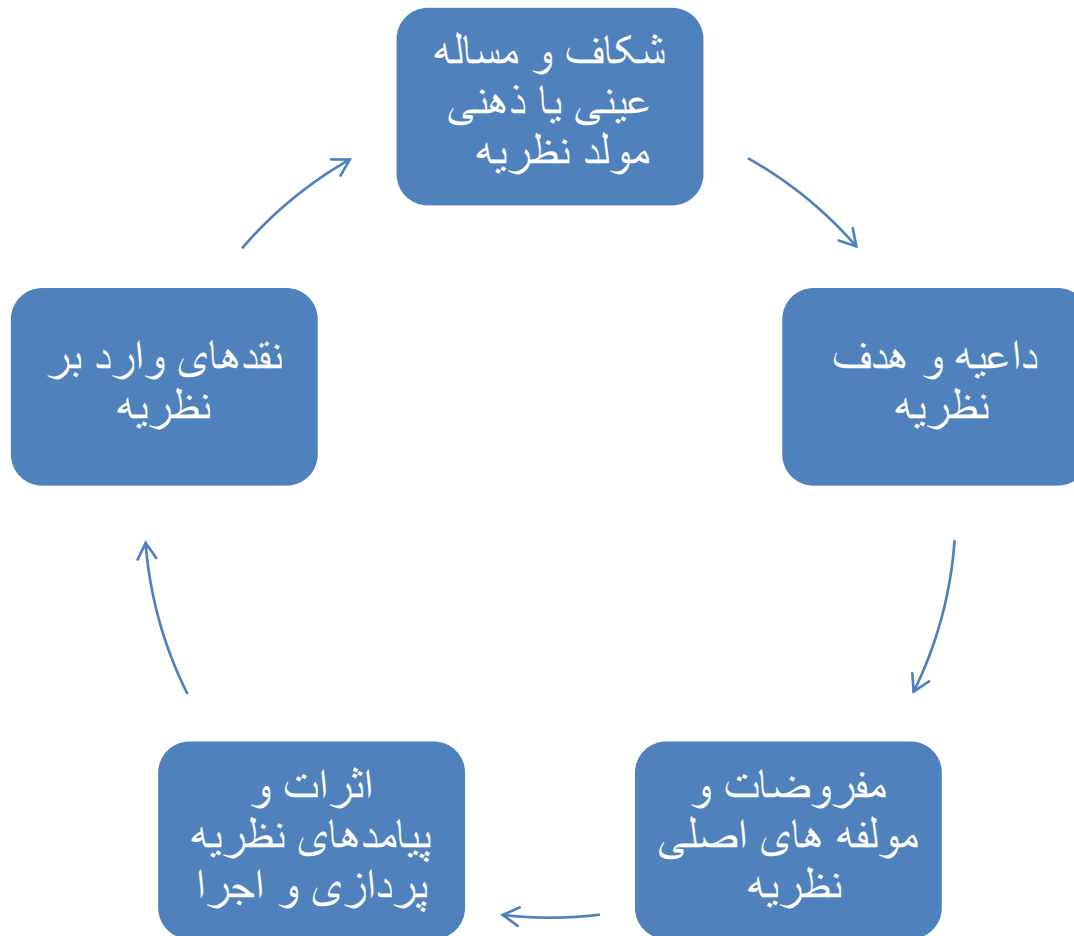 شکاف و مساله
عینی یا ذهنی
مولد نظریه
داعیه و هدف
نظریه
مفروضات و
مولفه های اصلی
نظریه
اثرات و
پیامدهای نظریه
پردازی و اجرا
نقدهای وارد بر
نظریه